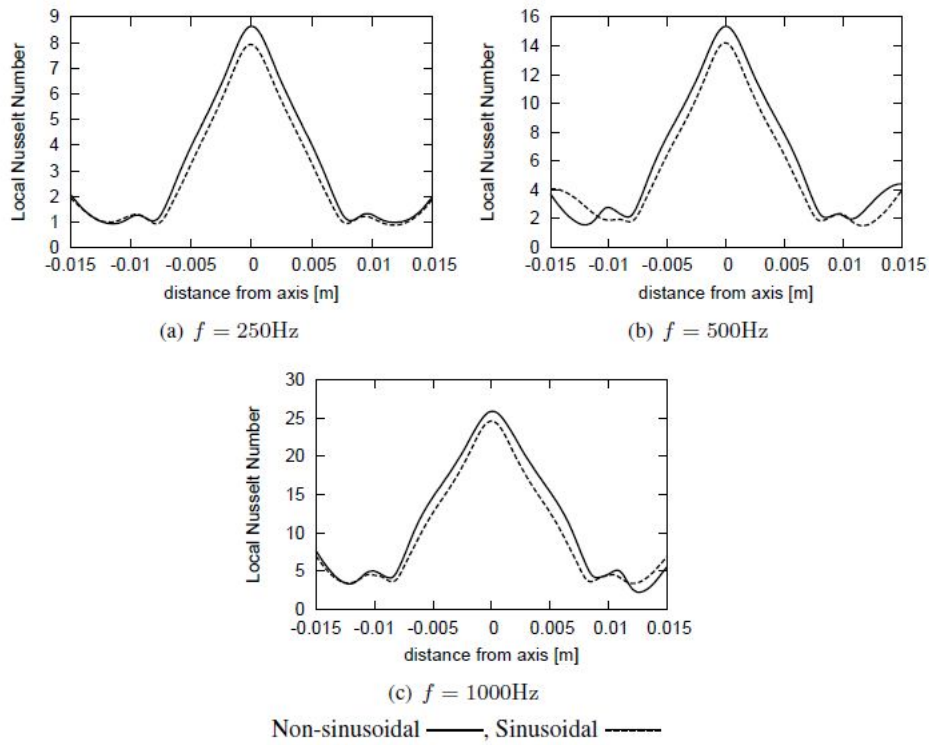 9
8
7
6
5
4
3
2
1
0
Local Nusselt Number
-0.015 -0.01 -0.005 0 0.005 0.01 0.015
distance from axis [m]
(a) f = 250Hz
16
14
12
10
8
6
4
2
0
Local Nusselt Number
-0.015 -0.01 -0.005 0 0.005 0.01 0.015
distance from axis [m]
(b) f = 500Hz
30
25
20
15
10
5
0
Local Nusselt Number
-0.015 -0.01 -0.005 0 0.005 0.01 0.015
distance from axis [m]
(c) f = 1000Hz
Non-sinusoidal ——, Sinusoidal -----